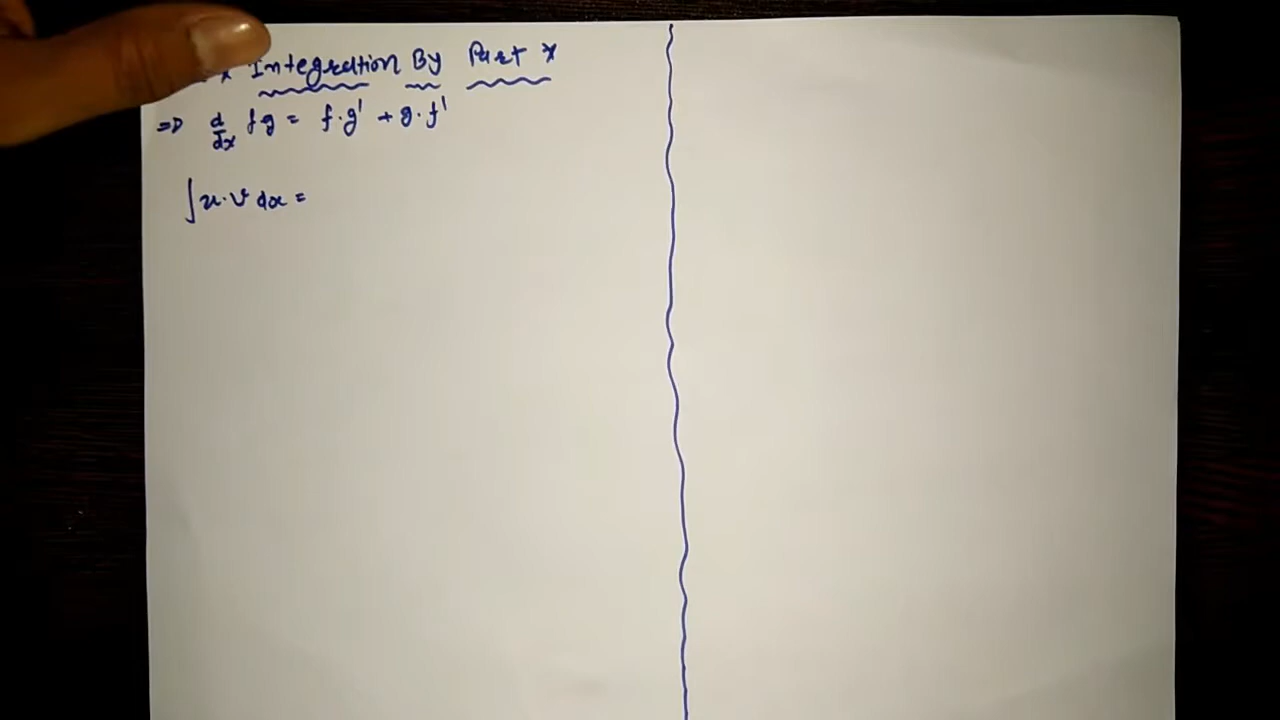 * Integration By Part *
⇒ d/dx fg = f.g' + g.f'
∫u.v dx =